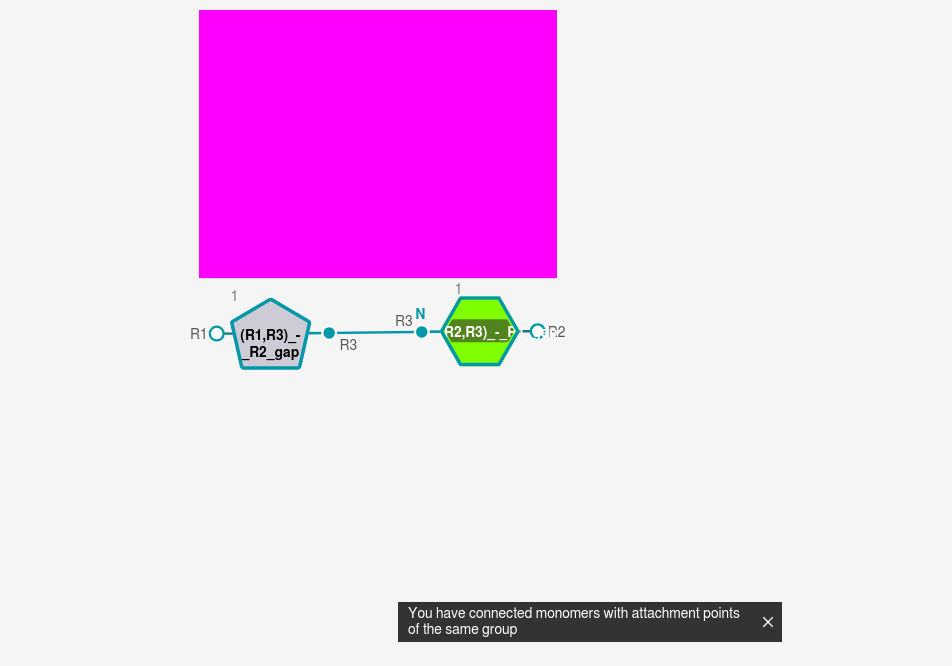 1
1
R1
(R1,R3)_-
_R2_gap
R3
R3
N
R2,R3)_-_R
R2
You have connected monomers with attachment points
of the same group